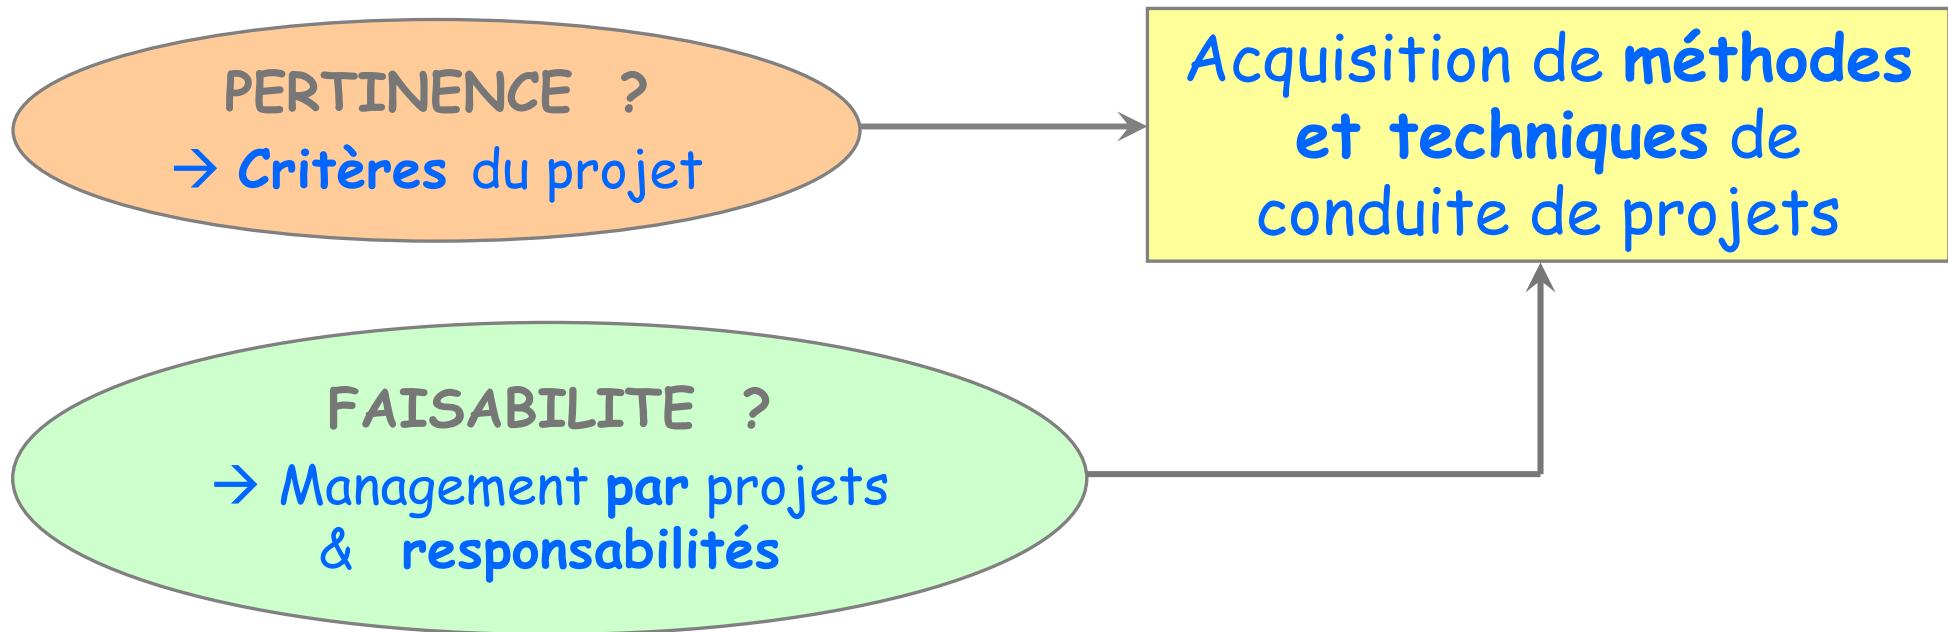 PERTINENCE ?
→ Critères du projet
Acquisition de méthodes
et techniques de
conduite de projets
FAISABILITE ?
→ Management par projets
& responsabilités